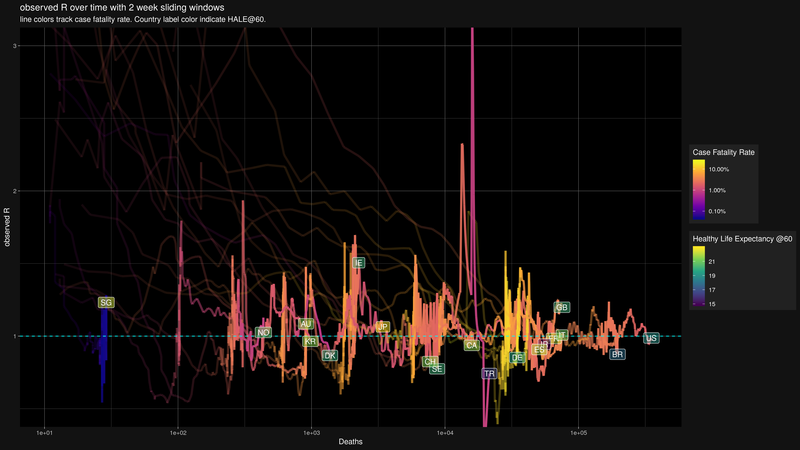 observed R over time with 2 week sliding windows
line colors track case fatality rate. Country label color indicate HALE@60.
3
2
1
observed R
SG
NO
AU
KR
DK
IE
JP
CH
SE
CA
TR
DE
ES
GB
IT
BR
US
1e+01
1e+02
1e+03
1e+04
1e+05
Deaths
Case Fatality Rate
10.00%
1.00%
0.10%
Healthy Life Expectancy @60
21
19
17
15